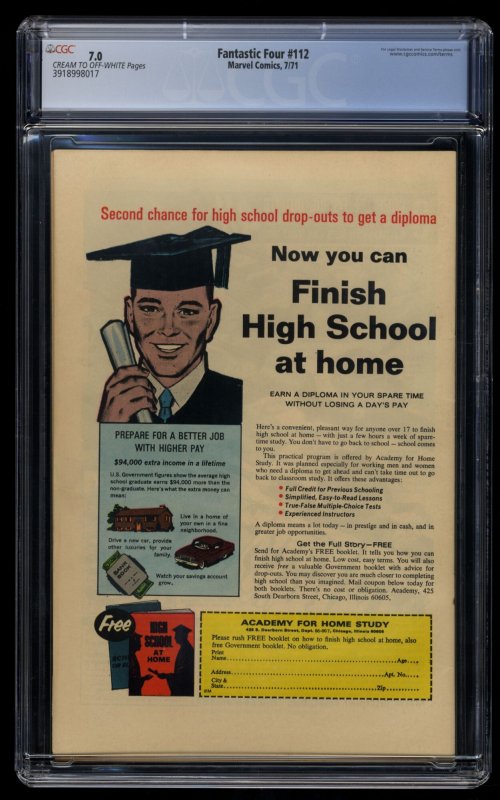 CGC
7.0
CREAM TO OFF-WHITE Pages
3918998017
Fantastic Four #112
Marvel Comics, 7/71
www.cgccomics.com/terms
CGC
Second chance for high school drop-outs to get a diploma
Now you can
Finish
High School
at home
EARN A DIPLOMA IN YOUR SPARE TIME
WITHOUT LOSING A DAY'S PAY
PREPARE FOR A BETTER JOB
WITH HIGHER PAY
$94,000 extra income in a lifetime
U.S. Government figures show the average high
school graduate earns $94,000 more than the
non-graduate. Here's what the extra money can
mean:
Live in a home of
your own in a fine
neighborhood.
Drive a new car, provide
other luxuries for your
family.
BANK
BOOK
Watch your savings account
grow.
Here's a convenient, pleasant way for anyone over 17 to finish
high school at home — with just a few hours a week of spare-
time study. You don't have to go back to school — school comes
to you.
This practical program is offered by Academy for Home
Study. It was planned especially for working men and women
who need a diploma to get ahead and can't take time out to go
back to classroom study. It offers these advantages:
• Full Credit for Previous Schooling
• Simplified, Easy-to-Read Lessons
• True-False Multiple-Choice Tests
• Experienced Instructors
A diploma means a lot today — in prestige and in cash, and in
greater job opportunities.
Get the Full Story—FREE
Send for Academy's FREE booklet. It tells you how you can
finish high school at home. Low cost, easy terms. You will also
receive free a valuable Government booklet with advice for
drop-outs. You may discover you are much closer to completing
high school than you imagined. Mail coupon today for both
booklets. There's no cost or obligation. Academy, 425
South Dearborn Street, Chicago, Illinois 60605.
Free
HIGH
SCHOOL
AT
HOME
ACADEMY FOR HOME STUDY
Chicago, Illinois 60605
Please rush FREE booklet on how to finish high school at home, also
free Government booklet. No obligation.
Print
Name Age
Address Apt. No.
City &
State Zip